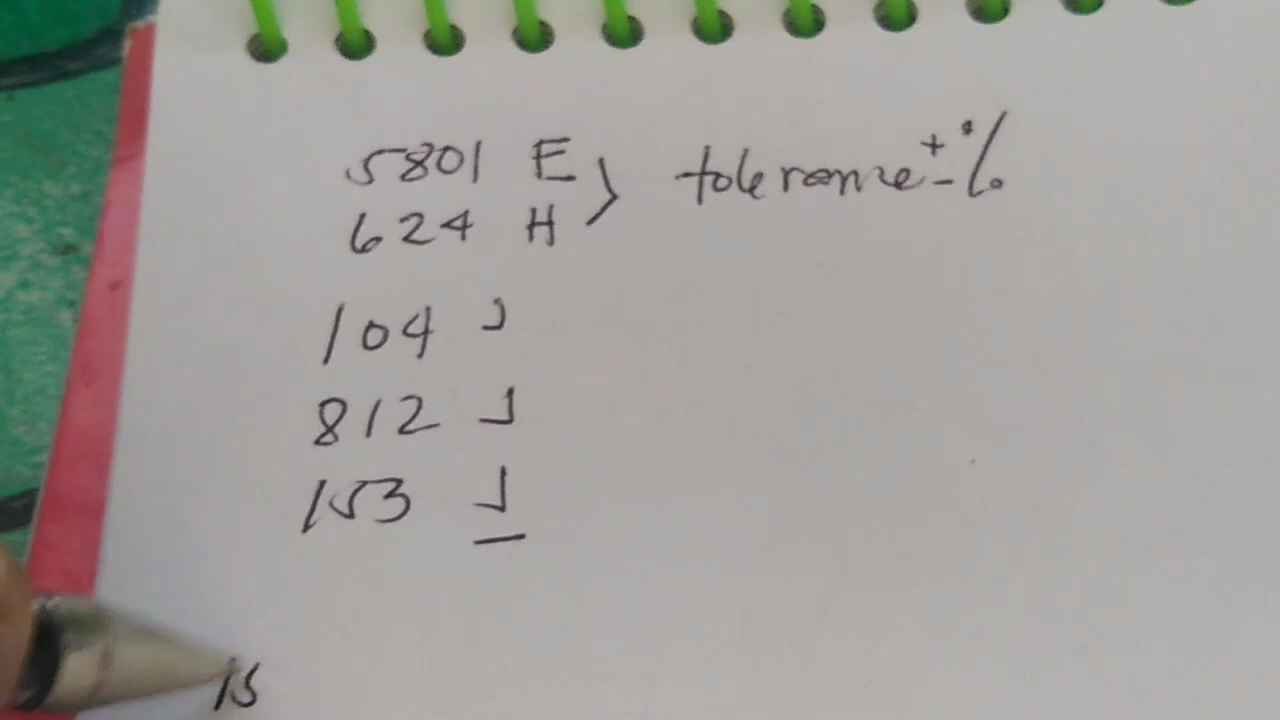 5801 E } tolerance ± %
624 H
104 J
812 J
153 J
15